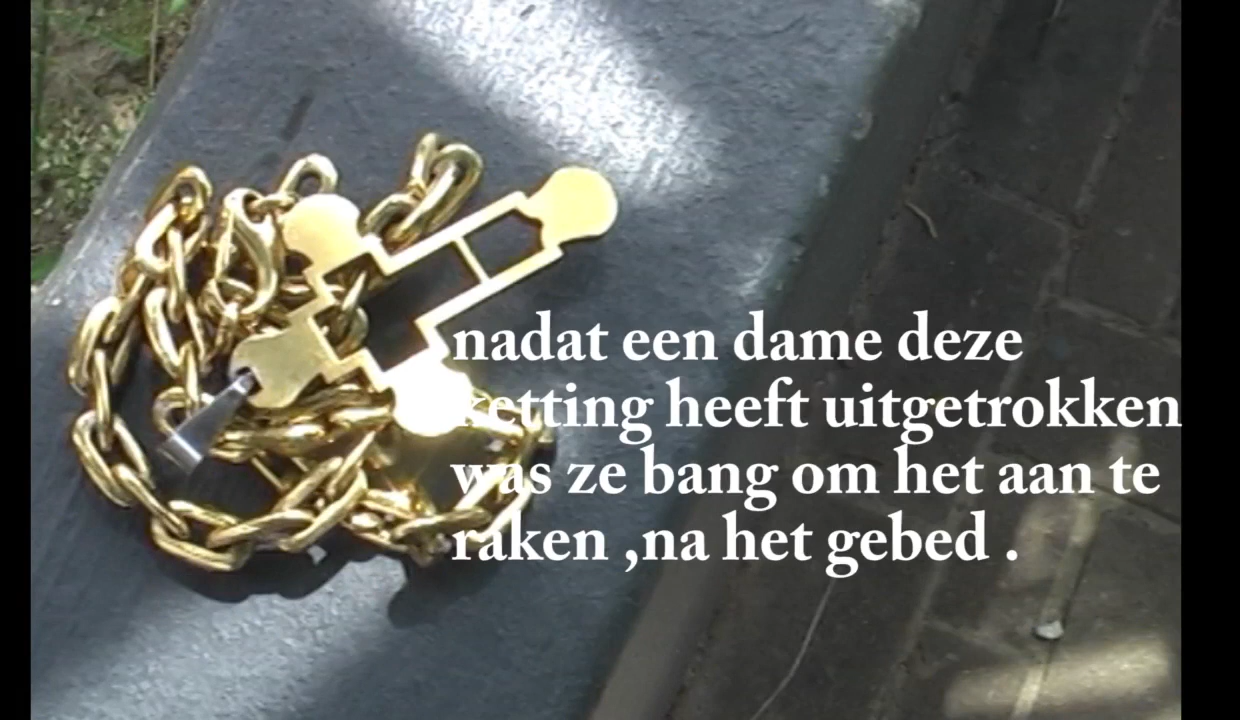 nadat een dame deze
ketting heeft uitgetrokken
was ze bang om het aan te
raken ,na het gebed .